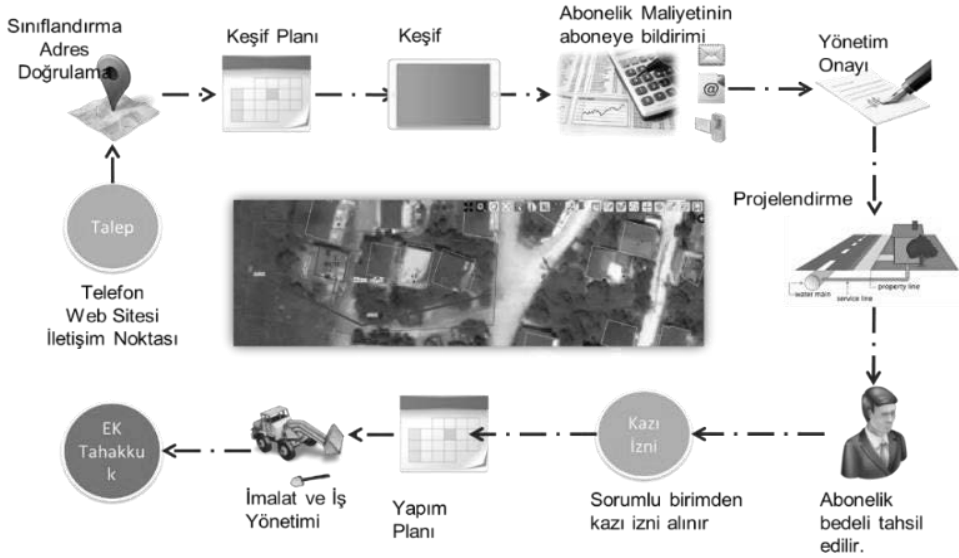 Sınıflandırma
Adres
Doğrulama
Keşif Planı
Keşif
Abonelik Maliyetinin
aboneye bildirimi
Yönetim
Onayı
Talep
Telefon
Web Sitesi
İletişim Noktası
Projelendirme
water main
service line
property line
EK
Tahakku
k
İmalat ve İş
Yönetimi
Yapım
Planı
Kazı
İzni
Sorumlu birimden
kazı izni alınır
Abonelik
bedeli tahsil
edilir.